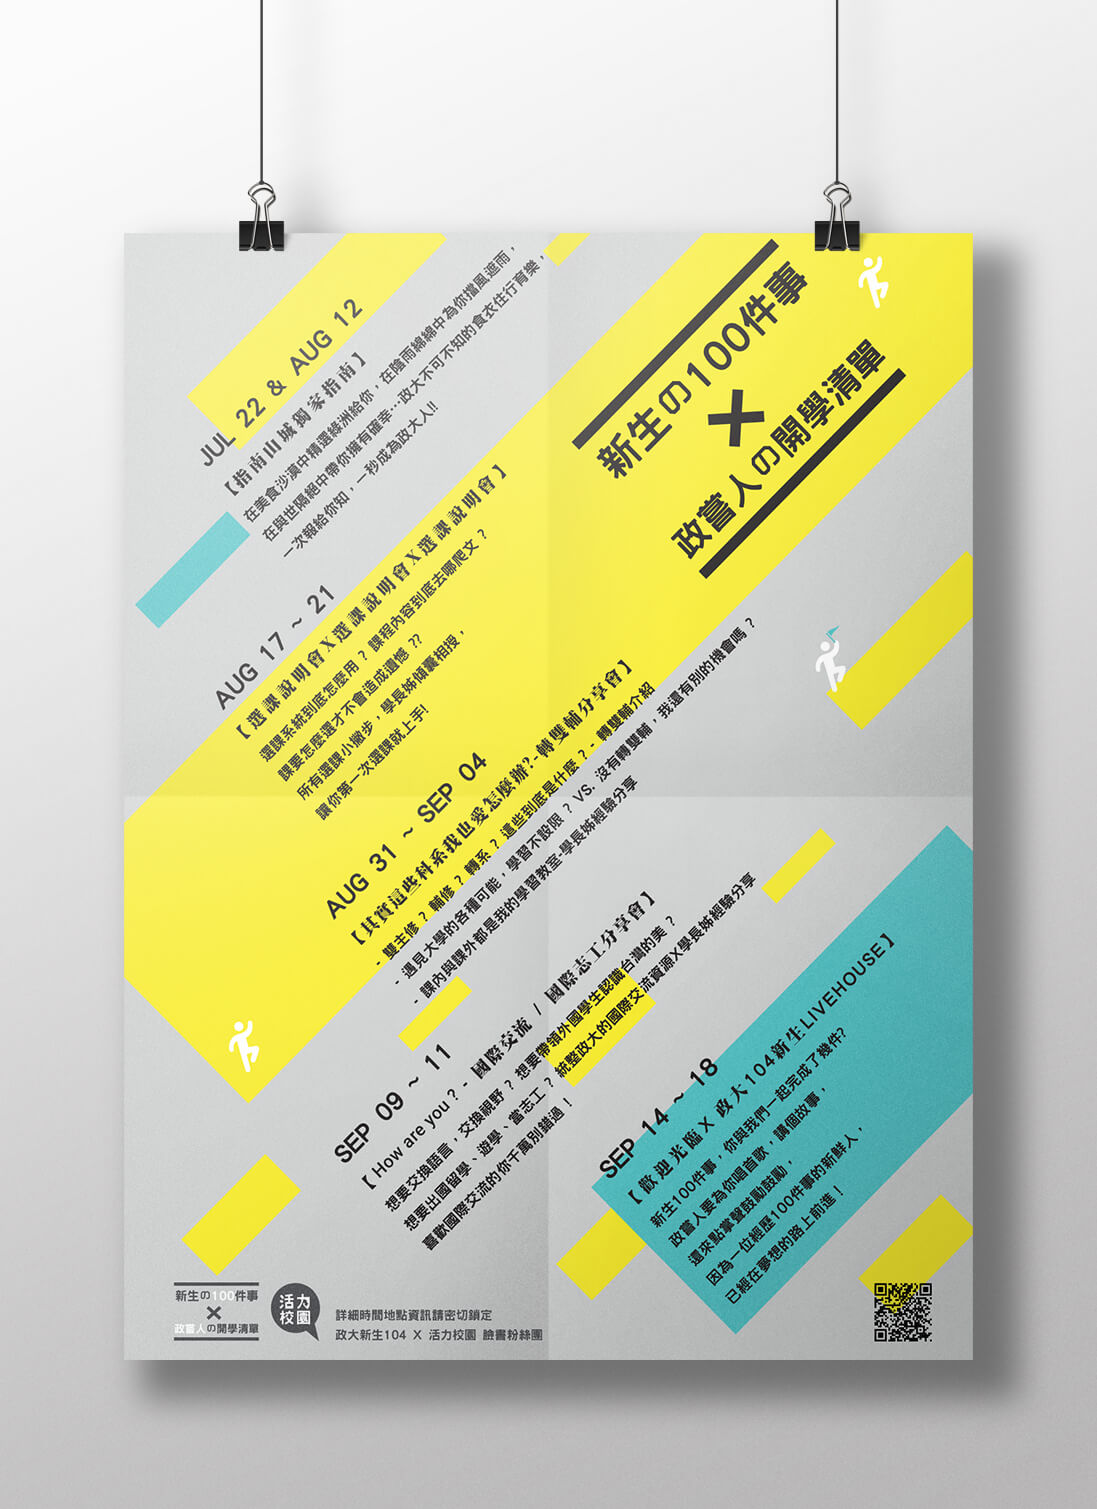 新生の100件事
×
政當人の開學清單
JUL 22 & AUG 12
【指南山城獨家指南】
在美食沙漠中精選綠洲給你，在陰雨綿綿中為你擋風遮雨，
在與世隔絕中帶你擁有確幸…政大不可不知的食衣住行育樂，
一次報給你知，一秒成為政大人!!
AUG 17 ~ 21
【選課說明會X選課說明會X選課說明會】
選課系統到底怎麼用？課程內容到底去哪爬文？
課要怎麼選才不會造成遺憾??
所有選課小撇步，學長姊傾囊相授，
讓你第一次選課就上手!
AUG 31 ~ SEP 04
【其實這些科系我也愛怎麼辦?-轉雙輔分享會】
- 雙主修？輔修？轉系？這些到底是什麼？- 轉雙輔介紹
- 遇見大學的各種可能，學習不設限？VS. 沒有轉雙輔，我還有別的機會嗎？
- 課內與課外都是我的學習教室-學長姊經驗分享
SEP 09 ~ 11
【How are you? - 國際交流 / 國際志工分享會】
想要交換語言，交換視野？想要帶領外國學生認識台灣的美？
想要出國留學、遊學、當志工？統整政大的國際交流資源X學長姊經驗分享
喜歡國際交流的你千萬別錯過！
SEP 14 ~ 18
【歡迎光臨X政大104新生LIVEHOUSE】
新生100件事，你與我們一起完成了幾件?
政當人要為你唱首歌，講個故事，
還來點掌聲鼓勵鼓勵，
因為一位經歷100件事的新鮮人，
已經在夢想的路上前進！
新生の100件事
×
政當人の開學清單
活力
校園
詳細時間地點資訊請密切鎖定
政大新生104 X 活力校園 臉書粉絲團